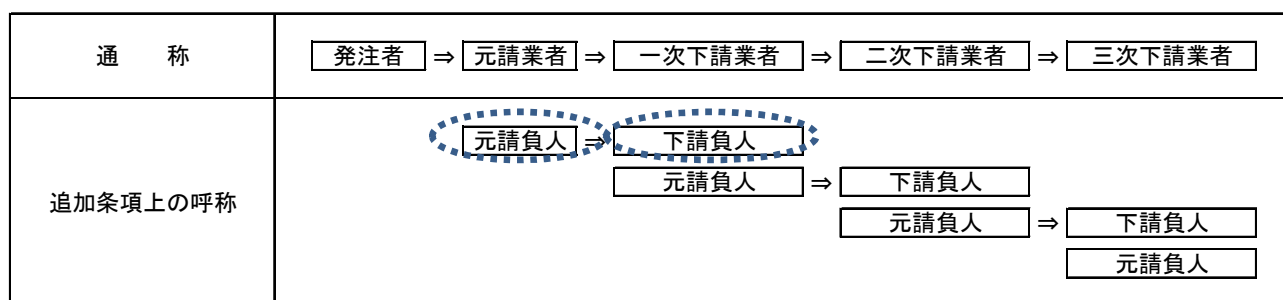 通　　称
発注者 ⇒ 元請業者 ⇒ 一次下請業者 ⇒ 二次下請業者 ⇒ 三次下請業者
追加条項上の呼称
元請負人 ⇒ 下請負人
元請負人 ⇒ 下請負人
元請負人 ⇒ 下請負人
元請負人